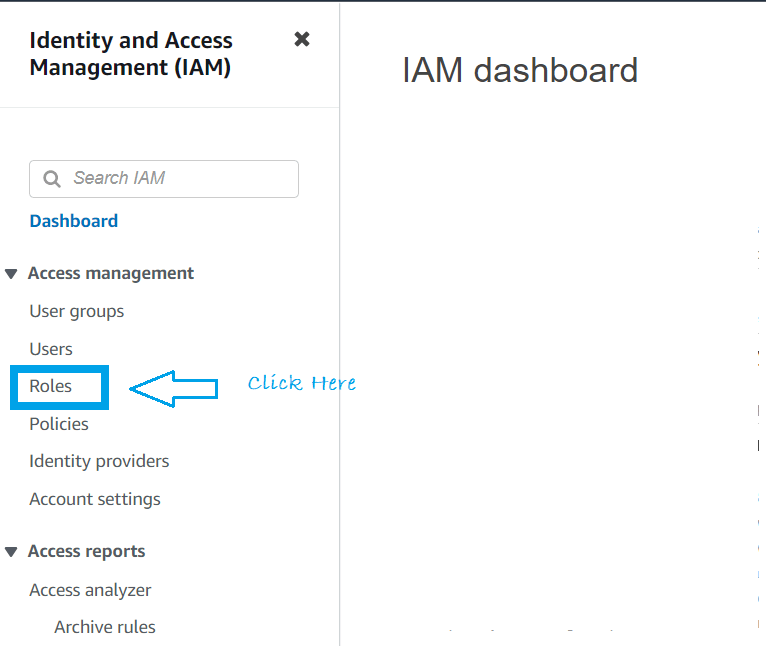 Identity and Access
Management (IAM)
IAM dashboard
Search IAM
Dashboard
Access management
User groups
Users
Roles
Click Here
Policies
Identity providers
Account settings
Access reports
Access analyzer
Archive rules